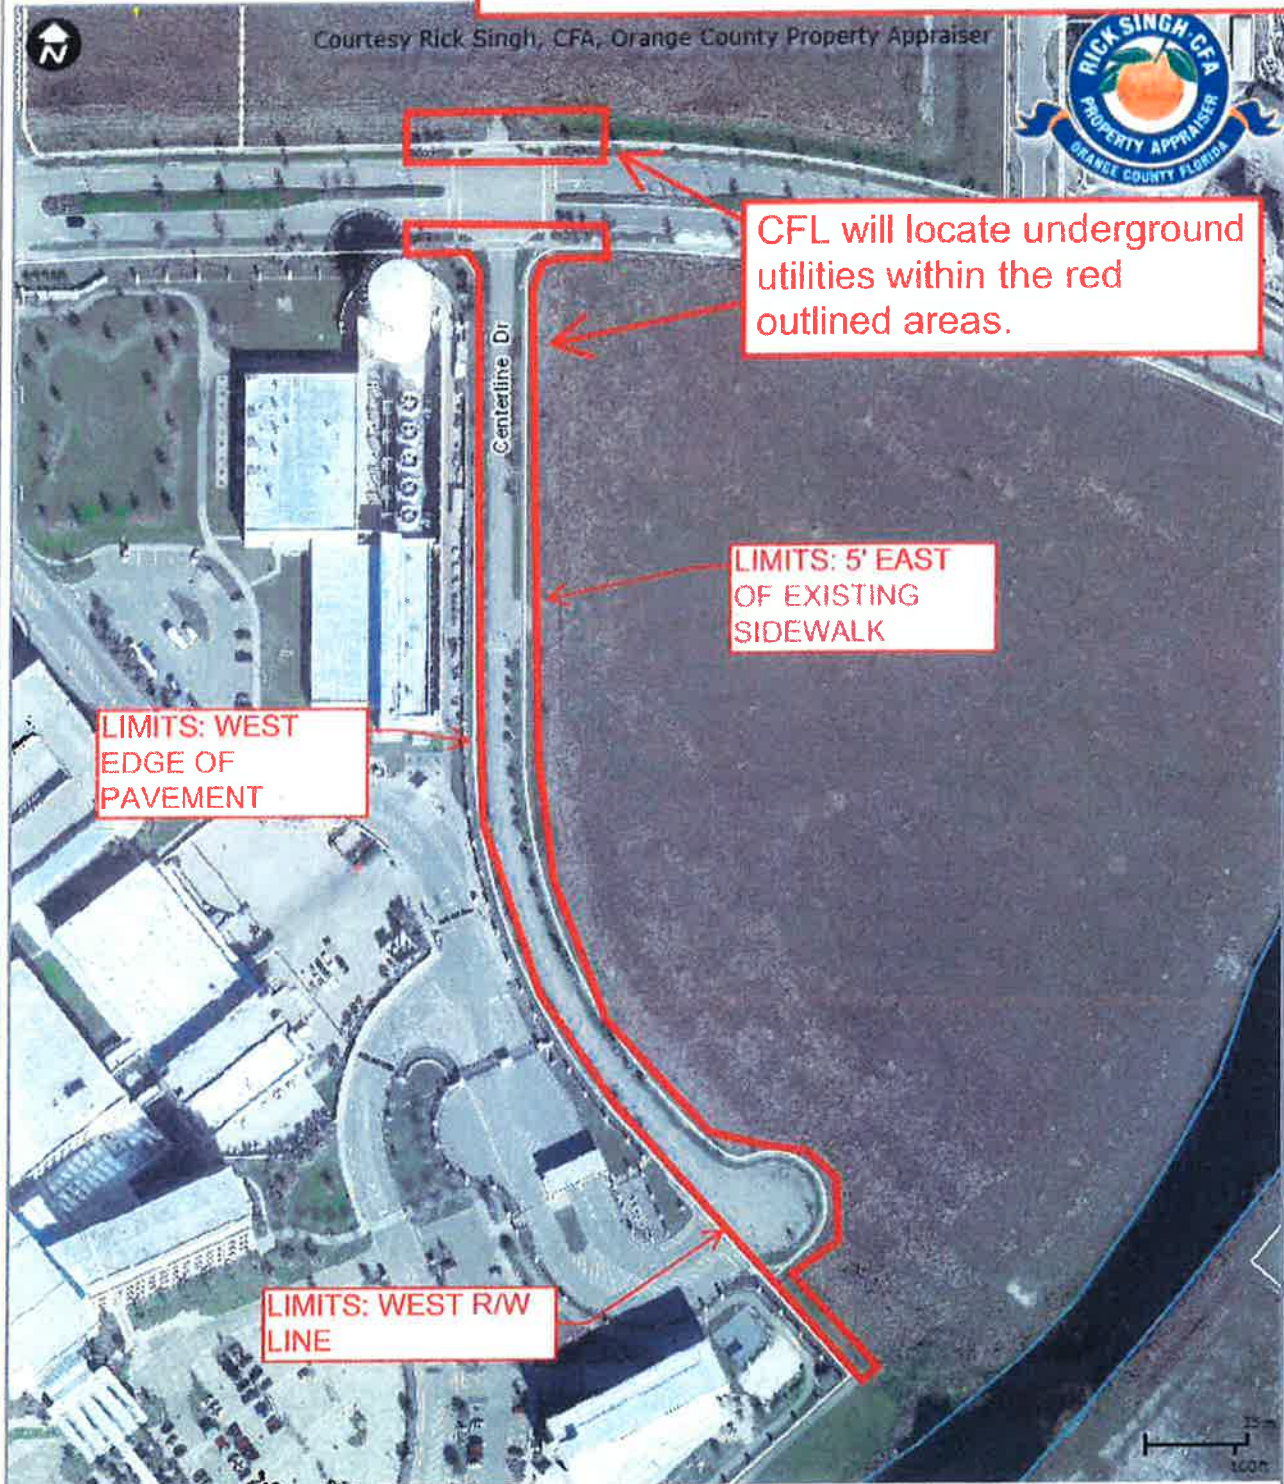 N
Courtesy Rick Singh, CFA, Orange County Property Appraiser
RICK SINGH, CFA
PROPERTY APPRAISER
ORANGE COUNTY FLORIDA
CFL will locate underground
utilities within the red
outlined areas.
Centerline Dr
LIMITS: 5' EAST
OF EXISTING
SIDEWALK
LIMITS: WEST
EDGE OF
PAVEMENT
LIMITS: WEST R/W
LINE
100 ft